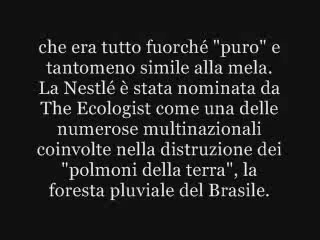 che era tutto fuorché "puro" e
tantomeno simile alla mela.
La Nestlé è stata nominata da
The Ecologist come una delle
numerose multinazionali
coinvolte nella distruzione dei
"polmoni della terra", la
foresta pluviale del Brasile.